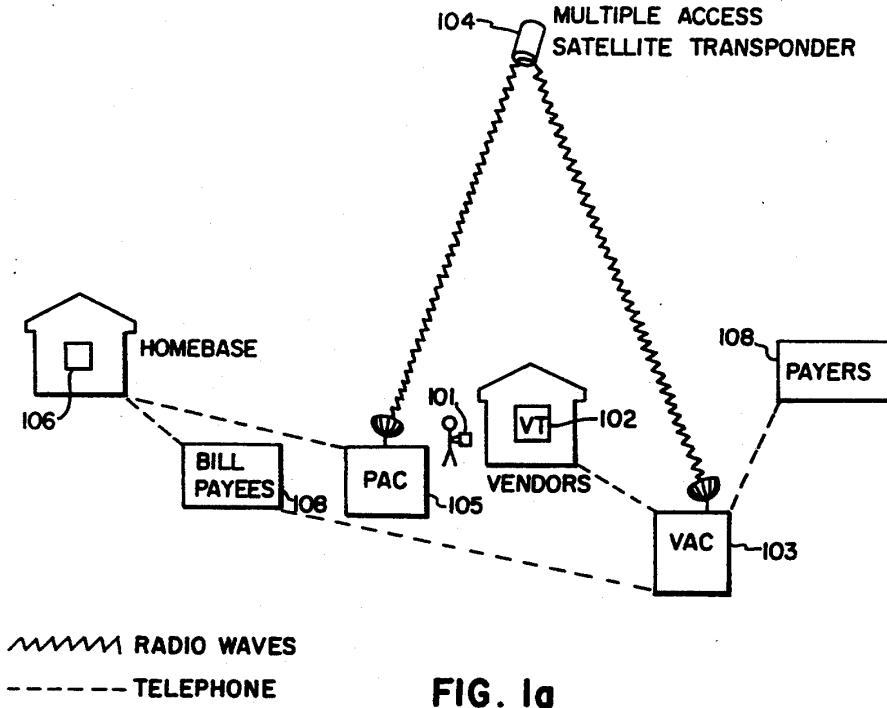 104
MULTIPLE ACCESS
SATELLITE TRANSPONDER
HOMEBASE
106
101
108
PAYERS
VT
102
BILL
PAYEES
108
PAC
105
VENDORS
VAC
103
RADIO WAVES
TELEPHONE
FIG. 1a